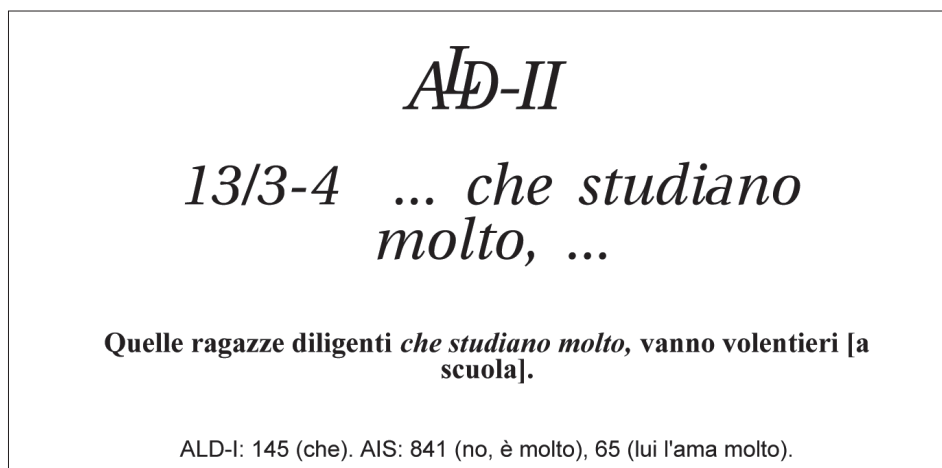 ALD-II
13/3-4 ... che studiano
molto, ...
Quelle ragazze diligenti che studiano molto, vanno volentieri [a
scuola].
ALD-I: 145 (che). AIS: 841 (no, è molto), 65 (lui l'ama molto).